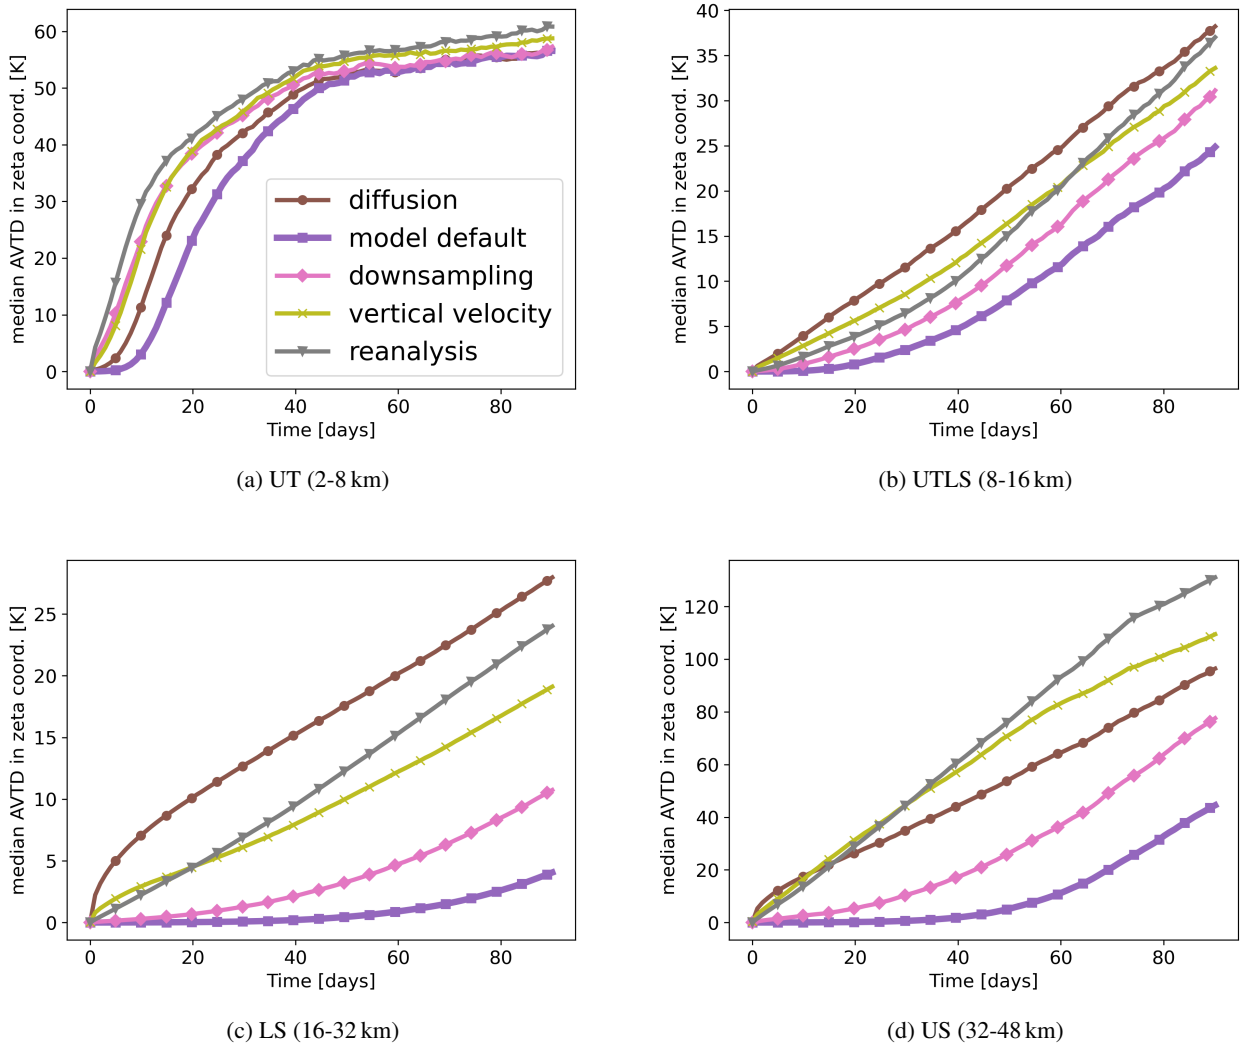 median AVTD in zeta coord. [K]
60
50
40
30
20
10
0
diffusion
model default
downsampling
vertical velocity
reanalysis
0 20 40 60 80
Time [days]
(a) UT (2-8 km)
median AVTD in zeta coord. [K]
40
35
30
25
20
15
10
5
0
0 20 40 60 80
Time [days]
(b) UTLS (8-16 km)
median AVTD in zeta coord. [K]
25
20
15
10
5
0
0 20 40 60 80
Time [days]
(c) LS (16-32 km)
median AVTD in zeta coord. [K]
120
100
80
60
40
20
0
0 20 40 60 80
Time [days]
(d) US (32-48 km)